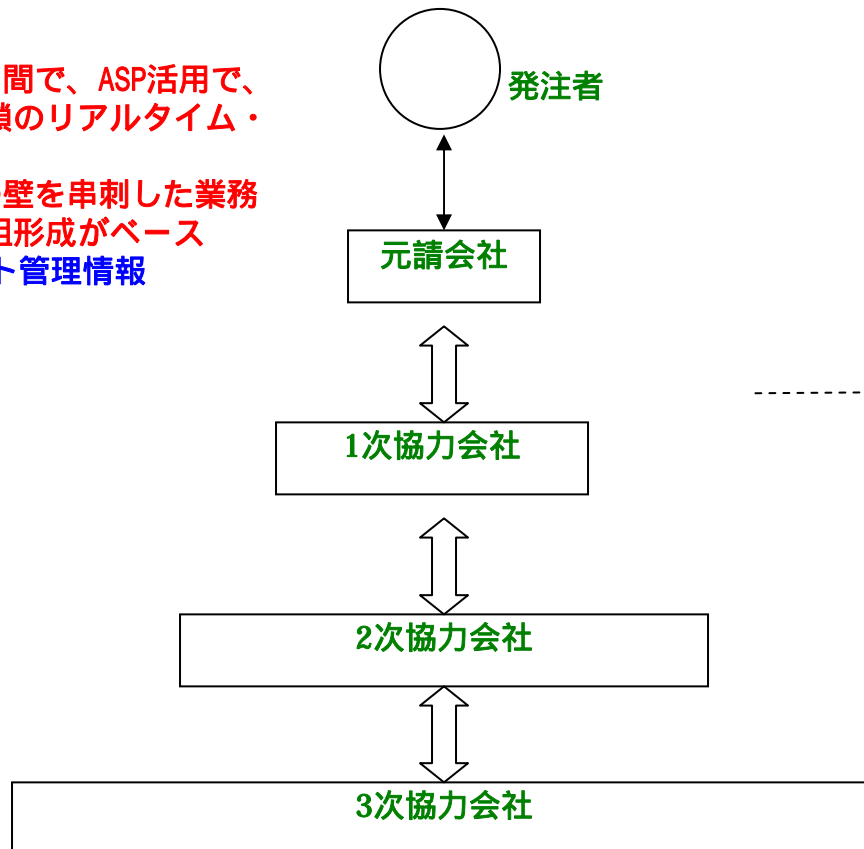 間で、ASP活用で、
鎖のリアルタイム・
壁を串刺した業務
組形成がベース
ト管理情報
発注者
元請会社
1次協力会社
2次協力会社
3次協力会社